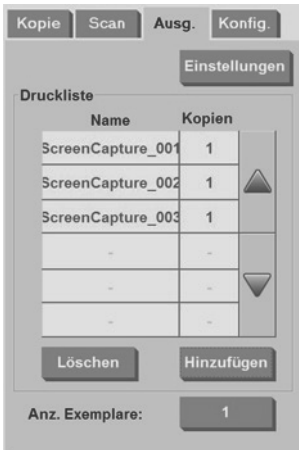 Kopie Scan Ausg. Konfig.
Einstellungen
Druckliste
Name Kopien
ScreenCapture_001 1
ScreenCapture_002 1
ScreenCapture_003 1
- -
- -
- -
Löschen Hinzufügen
Anz. Exemplare: 1